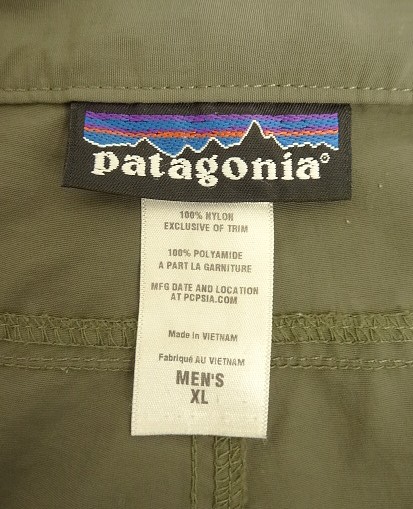 patagonia®
100% NYLON
EXCLUSIVE OF TRIM
100% POLYAMIDE
A PART LA GARNITURE
MFG DATE AND LOCATION
AT PCPSIA.COM
Made in VIETNAM
Fabriqué AU VIETNAM
MEN'S
XL